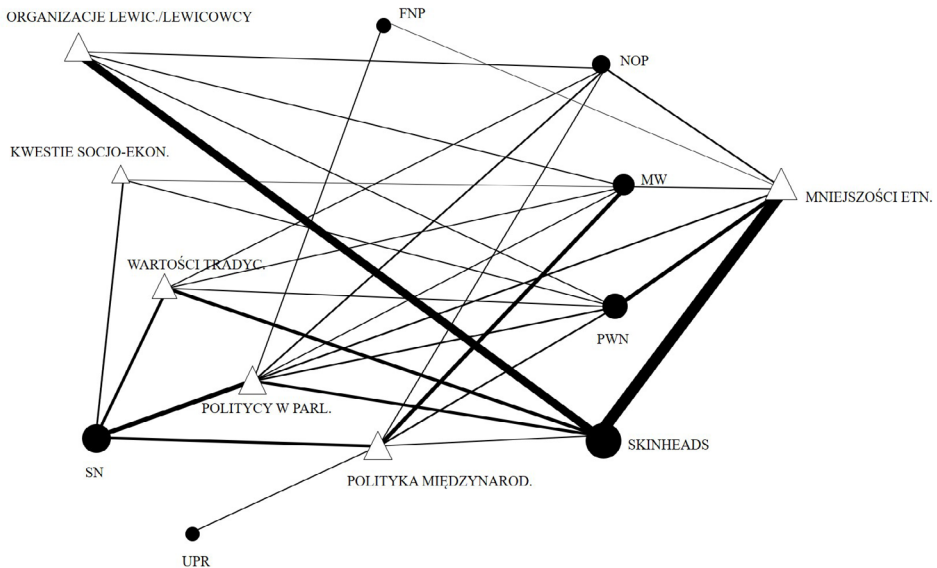 ORGANIZACJE LEWIC./LEWICOWCY
FNP
NOP
KWESTIE SOCJO-EKON.
MW
MNIEJSZOŚCI ETN.
WARTOŚCI TRADYC.
PWN
POLITYCY W PARL.
SKINHEADS
SN
POLITYKA MIĘDZYNAROD.
UPR